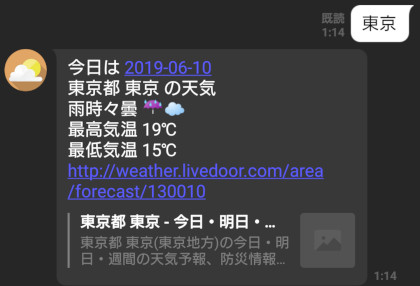 既読
1:14
東京
今日は 2019-06-10
東京都 東京 の天気
雨時々曇 ☔☁
最高気温 19℃
最低気温 15℃
http://weather.livedoor.com/area
/forecast/130010
東京都 東京 - 今日・明日・...
東京都 東京(東京地方)の今日・明
日・週間の天気予報、防災情報...
1:14